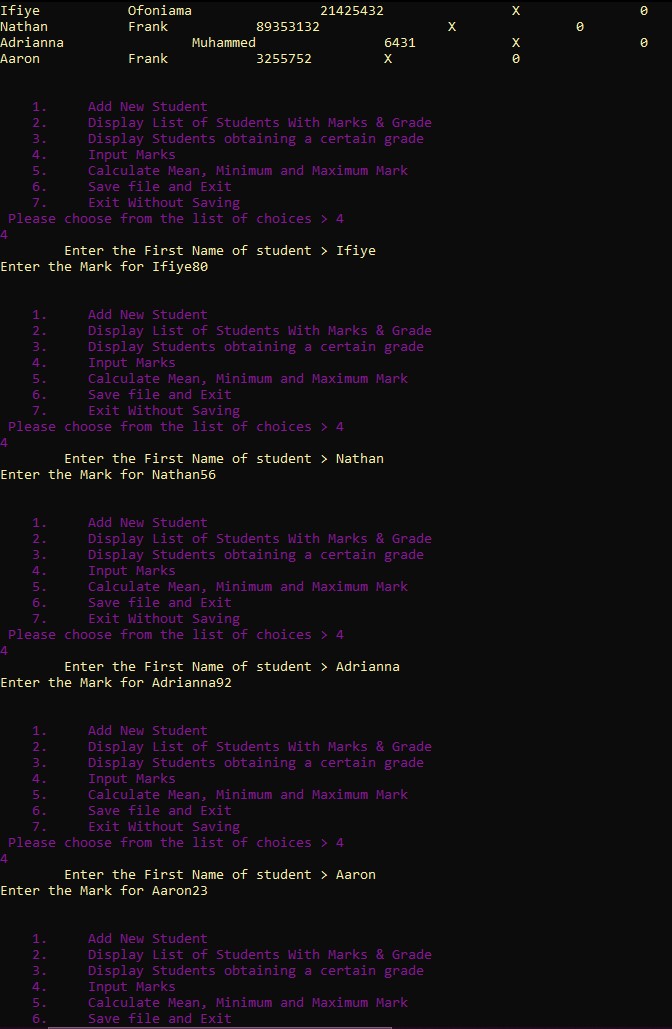 Ifiye Ofoniama 21425432 X 0
Nathan Frank 89353132 X 0
Adrianna Muhammed 6431 X 0
Aaron Frank 3255752 X 0
1. Add New Student
2. Display List of Students With Marks & Grade
3. Display Students obtaining a certain grade
4. Input Marks
5. Calculate Mean, Minimum and Maximum Mark
6. Save file and Exit
7. Exit Without Saving
Please choose from the list of choices > 4
4
Enter the First Name of student > Ifiye
Enter the Mark for Ifiye80
1. Add New Student
2. Display List of Students With Marks & Grade
3. Display Students obtaining a certain grade
4. Input Marks
5. Calculate Mean, Minimum and Maximum Mark
6. Save file and Exit
7. Exit Without Saving
Please choose from the list of choices > 4
4
Enter the First Name of student > Nathan
Enter the Mark for Nathan56
1. Add New Student
2. Display List of Students With Marks & Grade
3. Display Students obtaining a certain grade
4. Input Marks
5. Calculate Mean, Minimum and Maximum Mark
6. Save file and Exit
7. Exit Without Saving
Please choose from the list of choices > 4
4
Enter the First Name of student > Adrianna
Enter the Mark for Adrianna92
1. Add New Student
2. Display List of Students With Marks & Grade
3. Display Students obtaining a certain grade
4. Input Marks
5. Calculate Mean, Minimum and Maximum Mark
6. Save file and Exit
7. Exit Without Saving
Please choose from the list of choices > 4
4
Enter the First Name of student > Aaron
Enter the Mark for Aaron23
1. Add New Student
2. Display List of Students With Marks & Grade
3. Display Students obtaining a certain grade
4. Input Marks
5. Calculate Mean, Minimum and Maximum Mark
6. Save file and Exit